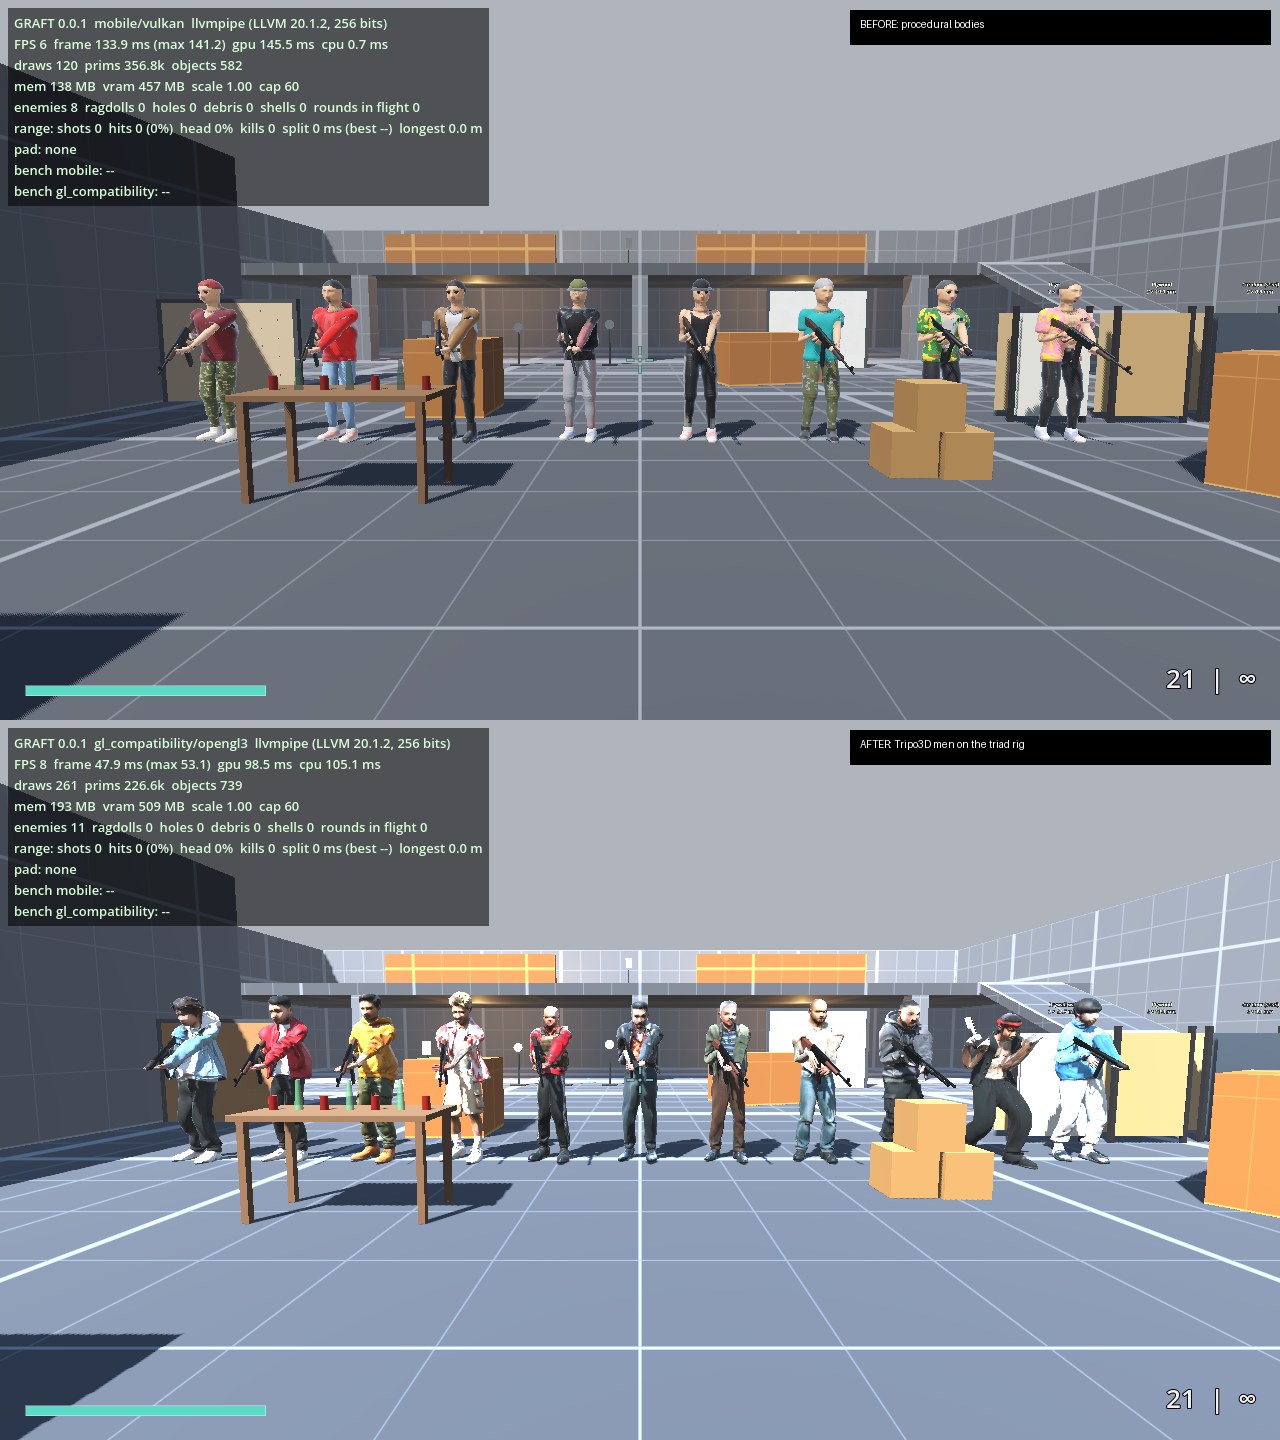 GRAFT 0.0.1 mobile/vulkan llvmpipe (LLVM 20.1.2, 256 bits)
FPS 6 frame 133.9 ms (max 141.2) gpu 145.5 ms cpu 0.7 ms
draws 120 prims 356.8k objects 582
mem 138 MB vram 457 MB scale 1.00 cap 60
enemies 8 ragdolls 0 holes 0 debris 0 shells 0 rounds in flight 0
range: shots 0 hits 0 (0%) head 0% kills 0 split 0 ms (best --) longest 0.0 m
pad: none
bench mobile: --
bench gl_compatibility: --
BEFORE: procedural bodies
21 | ∞
GRAFT 0.0.1 gl_compatibility/opengl3 llvmpipe (LLVM 20.1.2, 256 bits)
FPS 8 frame 47.9 ms (max 53.1) gpu 98.5 ms cpu 105.1 ms
draws 261 prims 226.6k objects 739
mem 193 MB vram 509 MB scale 1.00 cap 60
enemies 11 ragdolls 0 holes 0 debris 0 shells 0 rounds in flight 0
range: shots 0 hits 0 (0%) head 0% kills 0 split 0 ms (best --) longest 0.0 m
pad: none
bench mobile: --
bench gl_compatibility: --
AFTER: Tripo3D men on the triad rig
21 | ∞